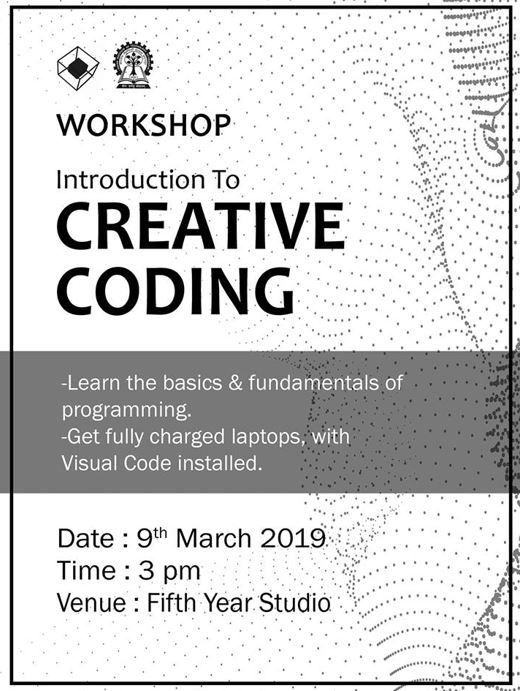 WORKSHOP
Introduction To
CREATIVE
CODING
-Learn the basics & fundamentals of
programming.
-Get fully charged laptops, with
Visual Code installed.
Date : 9th March 2019
Time : 3 pm
Venue : Fifth Year Studio